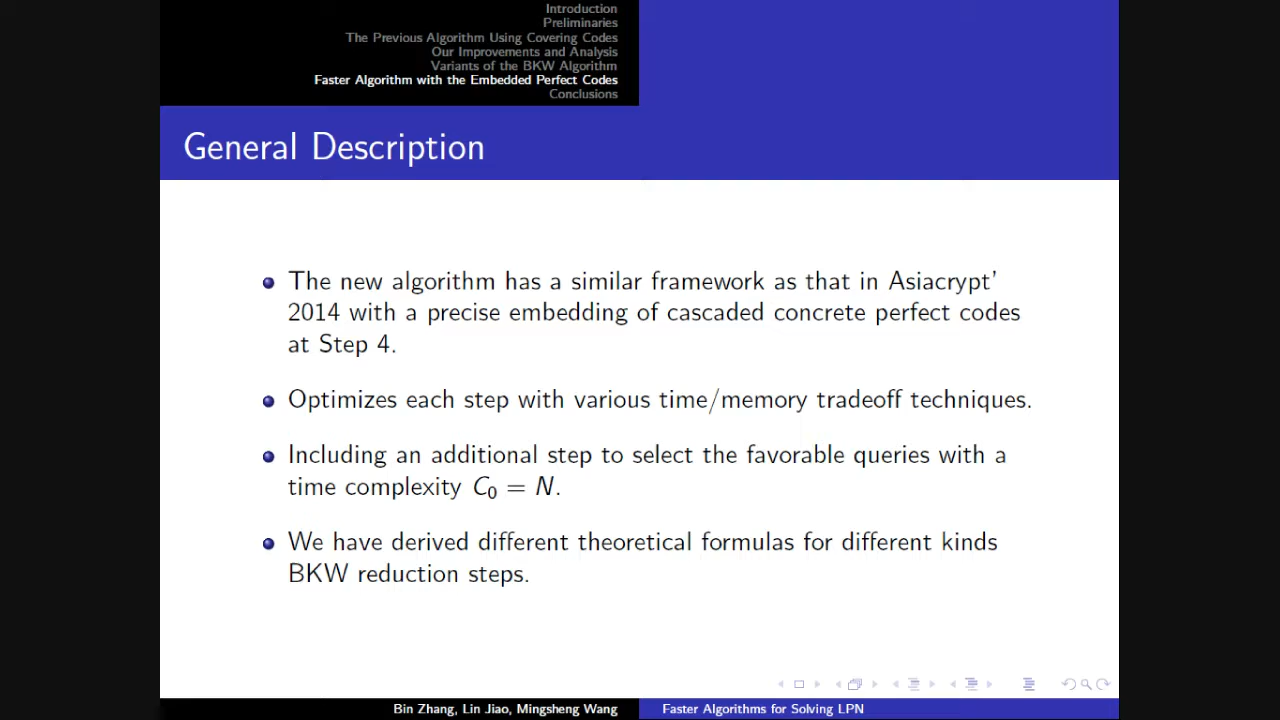 Introduction
Preliminaries
The Previous Algorithm Using Covering Codes
Our Improvements and Analysis
Variants of the BKW Algorithm
Faster Algorithm with the Embedded Perfect Codes
Conclusions
General Description
The new algorithm has a similar framework as that in Asiacrypt'
2014 with a precise embedding of cascaded concrete perfect codes
at Step 4.
Optimizes each step with various time/memory tradeoff techniques.
Including an additional step to select the favorable queries with a
time complexity C₀ = N.
We have derived different theoretical formulas for different kinds
BKW reduction steps.
Bin Zhang, Lin Jiao, Mingsheng Wang
Faster Algorithms for Solving LPN